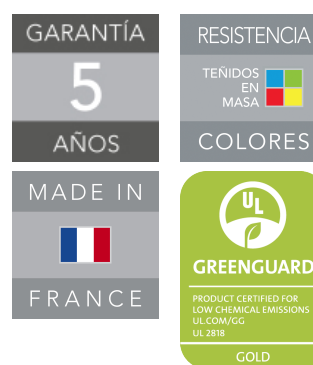 GARANTÍA
5
AÑOS
RESISTENCIA
TEÑIDOS
EN
MASA
COLORES
MADE IN
FRANCE
UL
GREENGUARD
PRODUCT CERTIFIED FOR
LOW CHEMICAL EMISSIONS
UL.COM/GG
UL 2818
GOLD